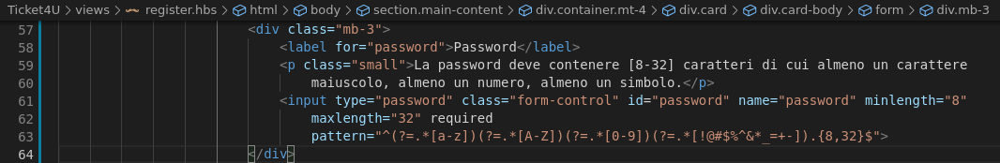 Ticket4U > views > register.hbs > html > body > section.main-content > div.container.mt-4 > div.card > div.card-body > form > div.mb-3
57 <div class="mb-3">
58 <label for="password">Password</label>
59 <p class="small">La password deve contenere [8-32] caratteri di cui almeno un carattere
60 maiuscolo, almeno un numero, almeno un simbolo.</p>
61 <input type="password" class="form-control" id="password" name="password" minlength="8"
62 maxlength="32" required
63 pattern="^(?=.*[a-z])(?=.*[A-Z])(?=.*[0-9])(?=.*[!@#$%^&*_=+-]).{8,32}$">
64 </div>